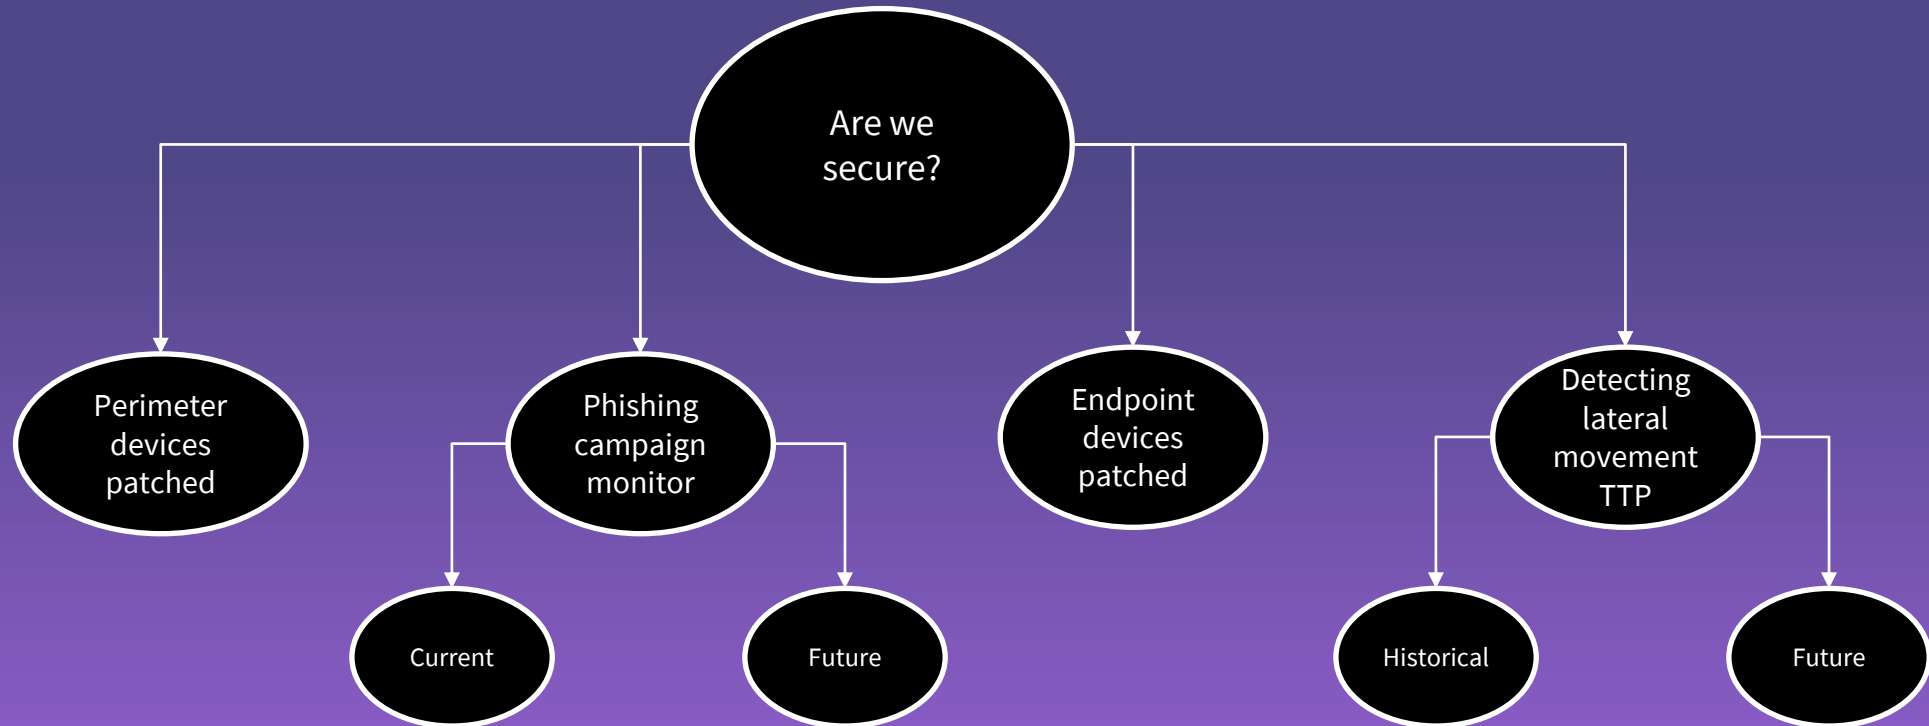 Are we
secure?
Perimeter
devices
patched
Phishing
campaign
monitor
Endpoint
devices
patched
Detecting
lateral
movement
TTP
Current
Future
Historical
Future